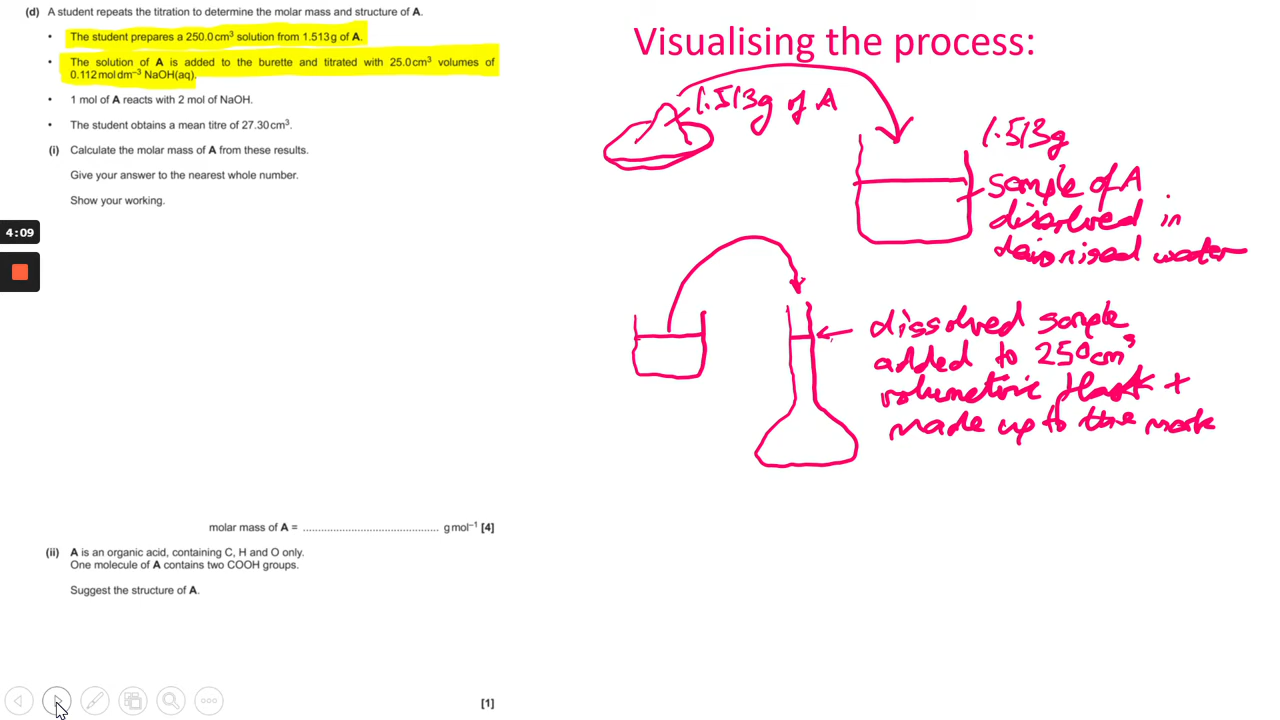 (d) A student repeats the titration to determine the molar mass and structure of A.
• The student prepares a 250.0 cm³ solution from 1.513 g of A.
• The solution of A is added to the burette and titrated with 25.0 cm³ volumes of
0.112 mol dm⁻³ NaOH(aq).
• 1 mol of A reacts with 2 mol of NaOH.
• The student obtains a mean titre of 27.30 cm³.
(i) Calculate the molar mass of A from these results.
Give your answer to the nearest whole number.
Show your working.
4:09
molar mass of A = .............................................. g mol⁻¹ [4]
(ii) A is an organic acid, containing C, H and O only.
One molecule of A contains two COOH groups.
Suggest the structure of A.
[1]
Visualising the process:
1.513g of A
1.513g
sample of A
dissolved in
deionised water
dissolved sample
added to 250cm³
volumetric flask +
made up to the mark